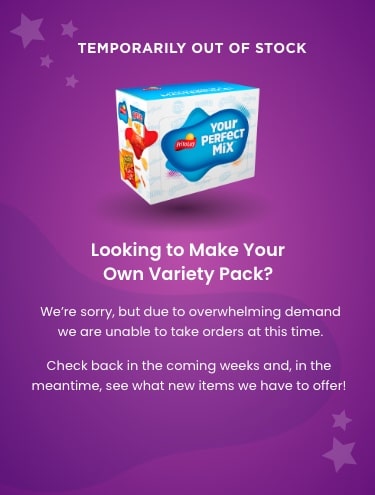 TEMPORARILY OUT OF STOCK
Frito Lay
YOUR
PERFECT
MiX
Looking to Make Your
Own Variety Pack?
We're sorry, but due to overwhelming demand
we are unable to take orders at this time.
Check back in the coming weeks and, in the
meantime, see what new items we have to offer!